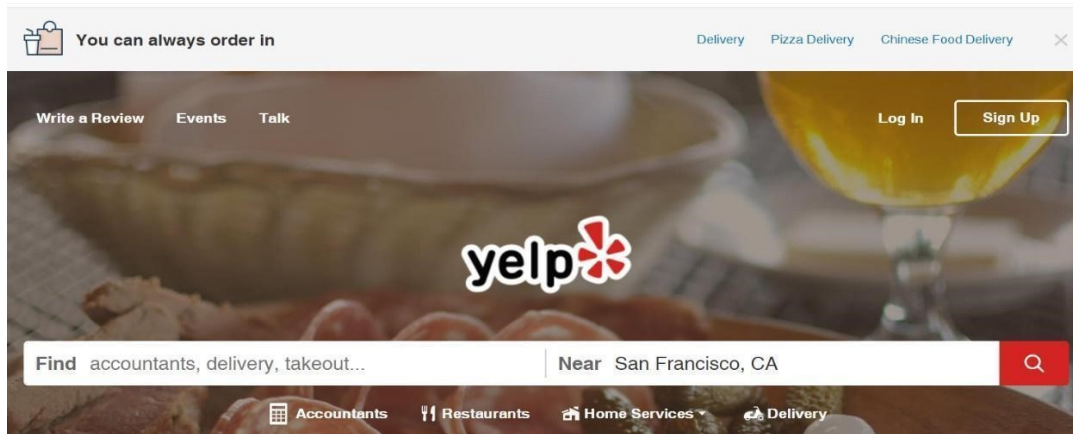 You can always order in Delivery Pizza Delivery Chinese Food Delivery
Write a Review Events Talk Log In Sign Up
yelp
Find accountants, delivery, takeout... Near San Francisco, CA
Accountants Restaurants Home Services Delivery